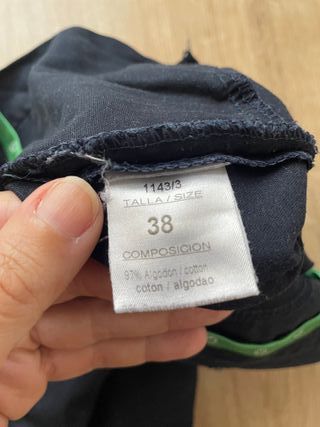 1143/3
TALLA / SIZE
38
COMPOSICION
97% Algodon / cotton
coton / algodao